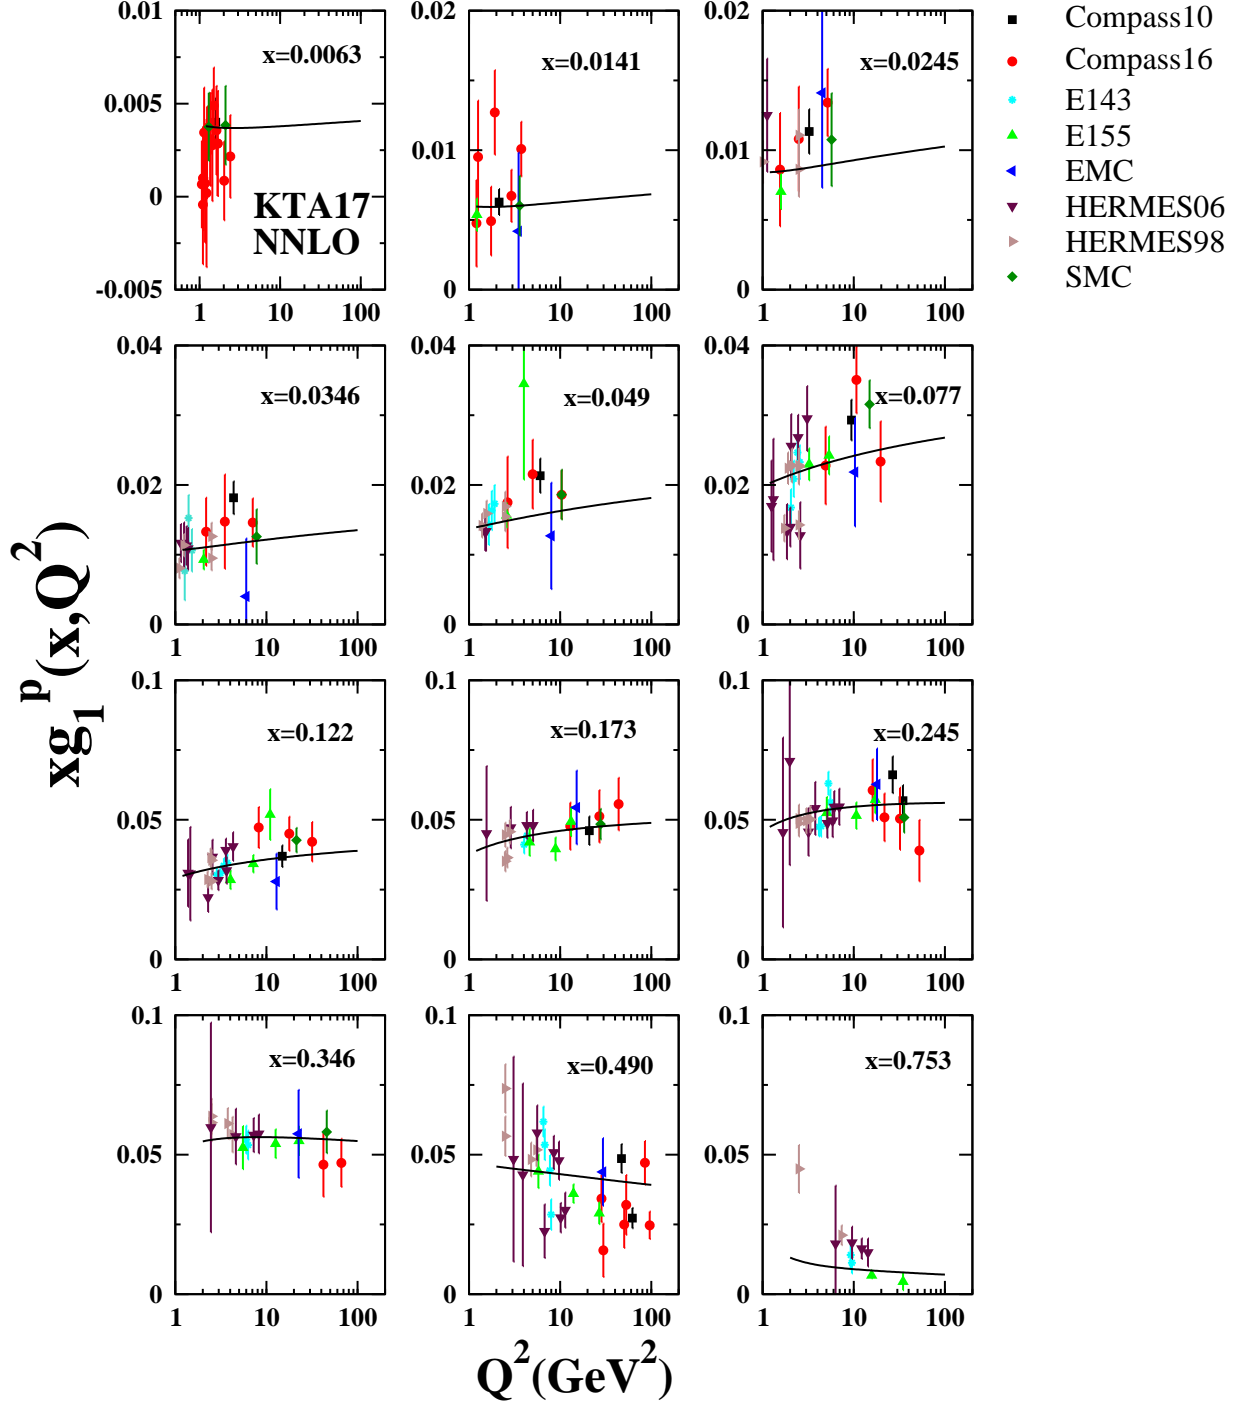 0.01 0.02 0.02
Compass10
Compass16
E143
E155
EMC
HERMES06
HERMES98
SMC
x=0.0063 x=0.0141 x=0.0245
0.005 0.01 0.01
0
KTA17
NNLO
-0.005 0 0
1 10 100 1 10 100 1 10 100
0.04 0.04 0.04
x=0.0346 x=0.049 x=0.077
0.02 0.02 0.02
0 0 0
1 10 100 1 10 100 1 10 100
xg₁ᵖ(x,Q²)
0.1 0.1 0.1
x=0.122 x=0.173 x=0.245
0.05 0.05 0.05
0 0 0
1 10 100 1 10 100 1 10 100
0.1 0.1 0.1
x=0.346 x=0.490 x=0.753
0.05 0.05 0.05
0 0 0
1 10 100 1 10 100 1 10 100
Q²(GeV²)